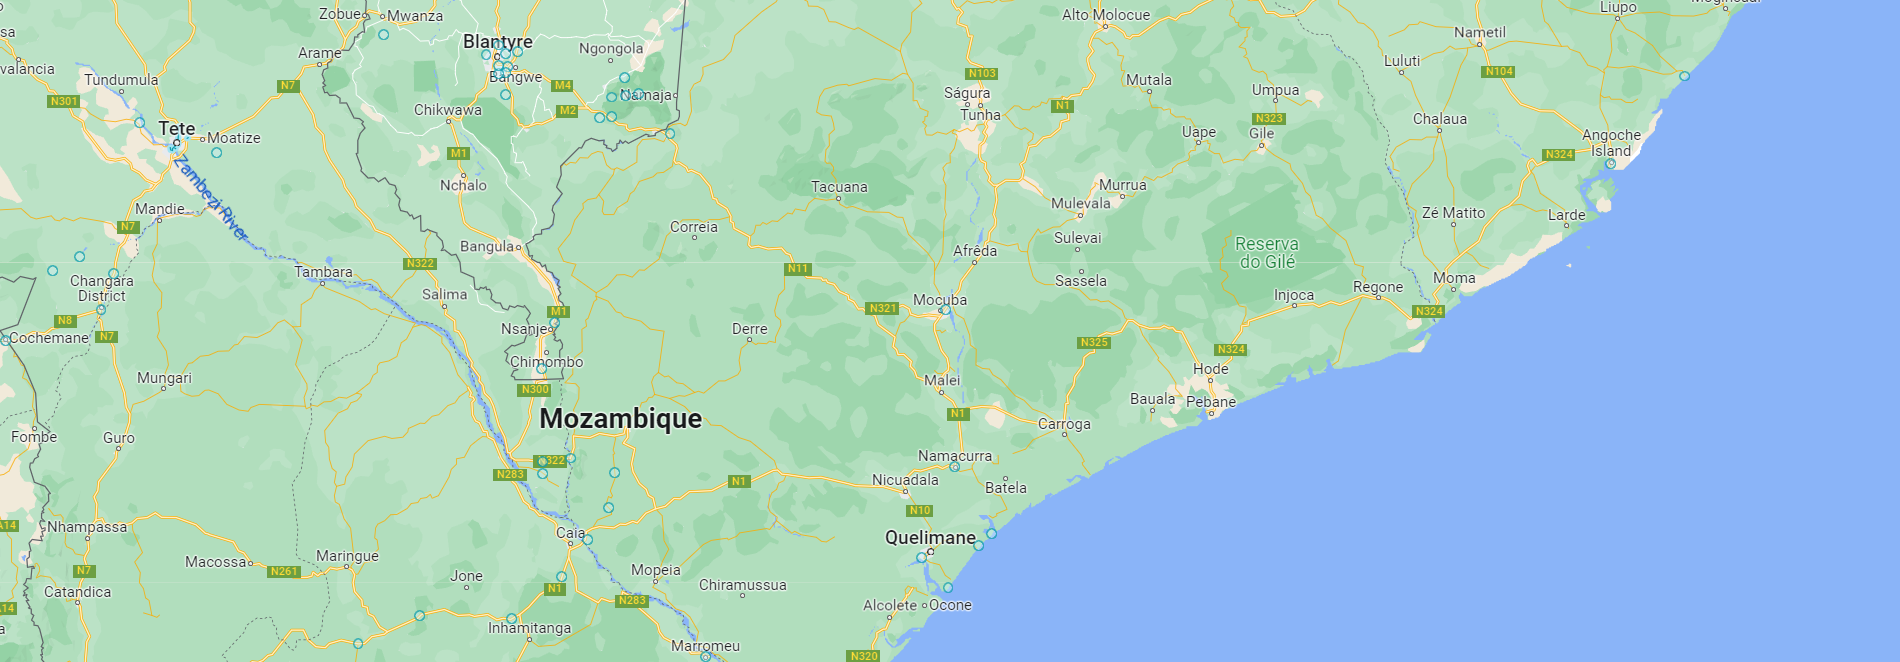 Zobue
Mwanza
Alto Molocue
Liupo
Nametil
Blantyre
Ngongola
Arame
valancia
Tundumula
N7
Bangwe
M4
N103
Mutala
Luluti
N104
N301
Chikwawa
M2
Namaja
Ságura
Tunha
N1
Umpua
N323
Chalaua
Tete
Moatize
Uape
Gile
Angoche
Island
M1
N324
Zambezi River
Nchalo
Tacuana
Murrua
Mulevala
Mandie
N7
Correia
Zé Matito
Larde
Bangula
Sulevai
Reserva
do Gilé
Afrêda
N322
Tambara
N11
Changara
District
Sassela
Moma
Salima
Injoca
Regone
Mocuba
N321
M1
N324
N8
N7
Cochemane
Nsanje
Derre
N325
N324
Chimombo
Hode
Mungari
Malei
N300
Bauala
Pebane
Mozambique
N1
Carroga
Fombe
Guro
322
N283
Namacurra
Nicuadala
N1
Batela
N10
A14
Nhampassa
Caia
Quelimane
Macossa
Maringue
N261
N7
Catandica
Jone
Mopeia
Chiramussua
N1
N283
Alcolete
Ocone
A14
Inhamitanga
Marromeu
N320